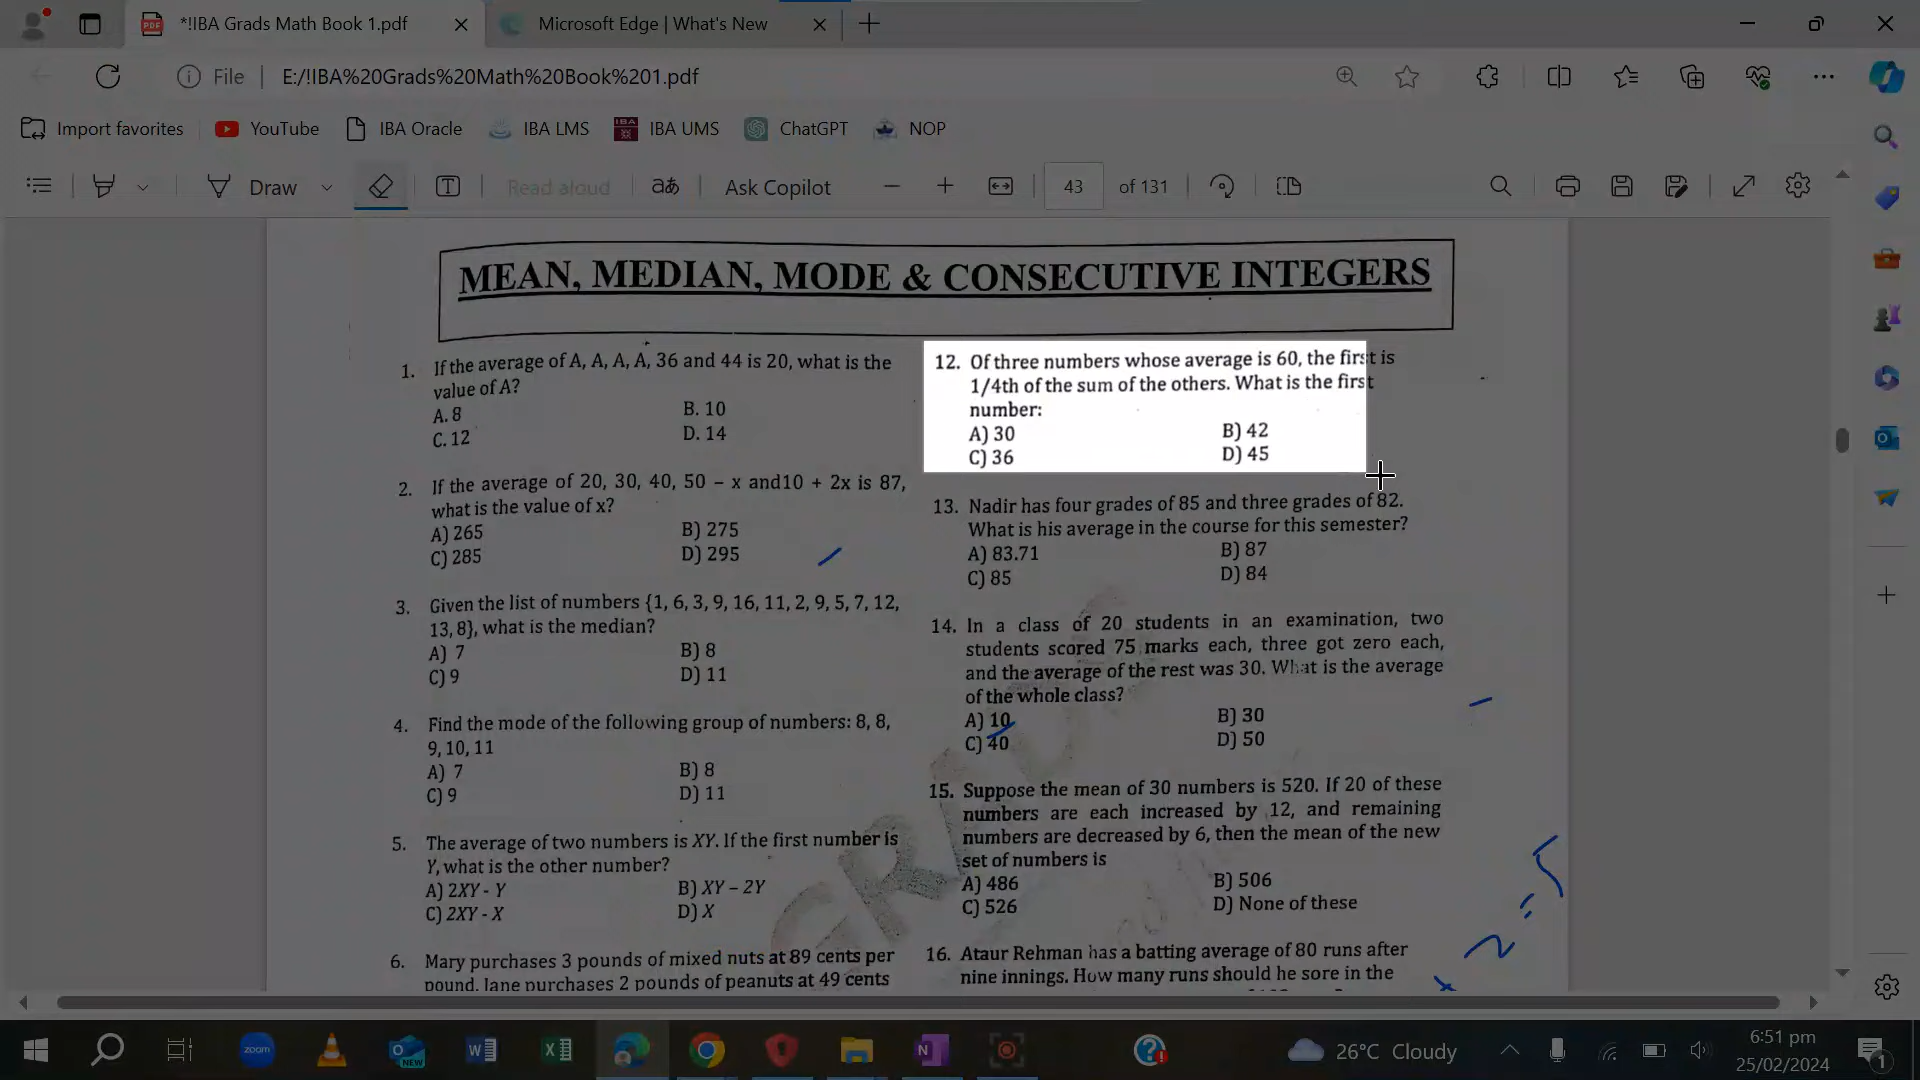 *!IBA Grads Math Book 1.pdf
Microsoft Edge | What's New
File
E:/!IBA%20Grads%20Math%20Book%201.pdf
Import favorites
YouTube
IBA Oracle
IBA LMS
IBA UMS
ChatGPT
NOP
Draw
Read aloud
aあ
Ask Copilot
43
of 131
MEAN, MEDIAN, MODE & CONSECUTIVE INTEGERS
1. If the average of A, A, A, A, 36 and 44 is 20, what is the
value of A?
A. 8
B. 10
C. 12
D. 14
2. If the average of 20, 30, 40, 50 – x and10 + 2x is 87,
what is the value of x?
A) 265
B) 275
C) 285
D) 295
3. Given the list of numbers {1, 6, 3, 9, 16, 11, 2, 9, 5, 7, 12,
13, 8}, what is the median?
A) 7
B) 8
C) 9
D) 11
4. Find the mode of the following group of numbers: 8, 8,
9, 10, 11
A) 7
B) 8
C) 9
D) 11
5. The average of two numbers is XY. If the first number is
Y, what is the other number?
A) 2XY - Y
B) XY – 2Y
C) 2XY - X
D) X
6. Mary purchases 3 pounds of mixed nuts at 89 cents per
pound. Jane purchases 2 pounds of peanuts at 49 cents
12. Of three numbers whose average is 60, the first is
1/4th of the sum of the others. What is the first
number:
A) 30
B) 42
C) 36
D) 45
13. Nadir has four grades of 85 and three grades of 82.
What is his average in the course for this semester?
A) 83.71
B) 87
C) 85
D) 84
14. In a class of 20 students in an examination, two
students scored 75 marks each, three got zero each,
and the average of the rest was 30. What is the average
of the whole class?
A) 10
B) 30
C) 40
D) 50
15. Suppose the mean of 30 numbers is 520. If 20 of these
numbers are each increased by 12, and remaining
numbers are decreased by 6, then the mean of the new
set of numbers is
A) 486
B) 506
C) 526
D) None of these
16. Ataur Rehman has a batting average of 80 runs after
nine innings. How many runs should he sore in the
zoom
26°C Cloudy
6:51 pm
25/02/2024
1